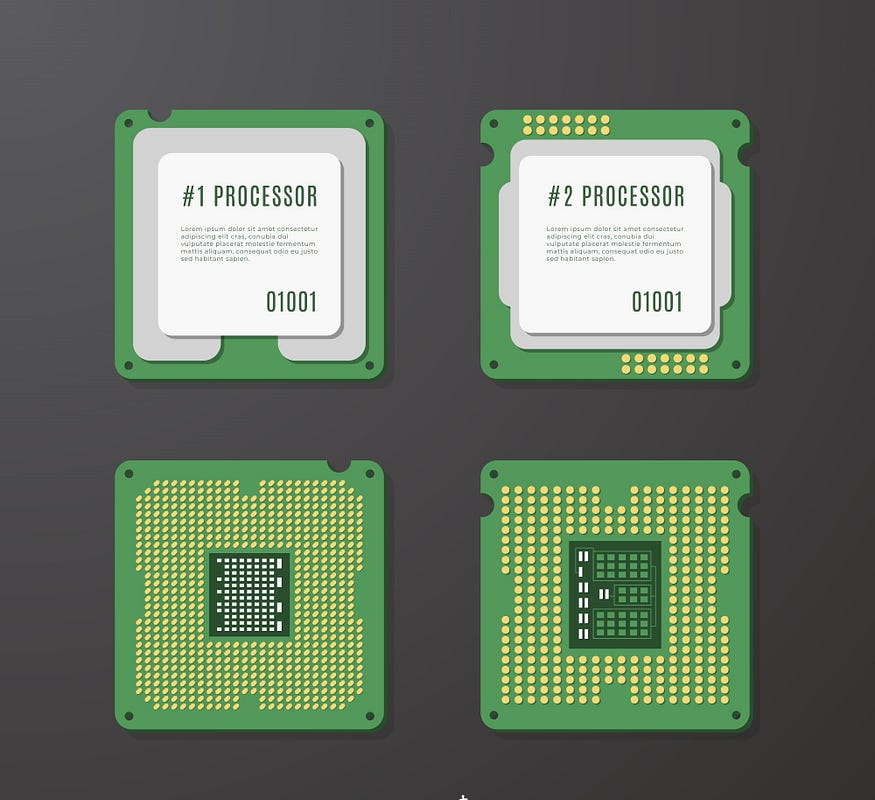 #1 PROCESSOR
Lorem ipsum dolor sit amet consectetur
adipiscing elit cras, conubia dui
vulputate placerat molestie fermentum
mattis aliquam, consequat odio eu justo
sed habitant sapien.
01001
#2 PROCESSOR
Lorem ipsum dolor sit amet consectetur
adipiscing elit cras, conubia dui
vulputate placerat molestie fermentum
mattis aliquam, consequat odio eu justo
sed habitant sapien.
01001